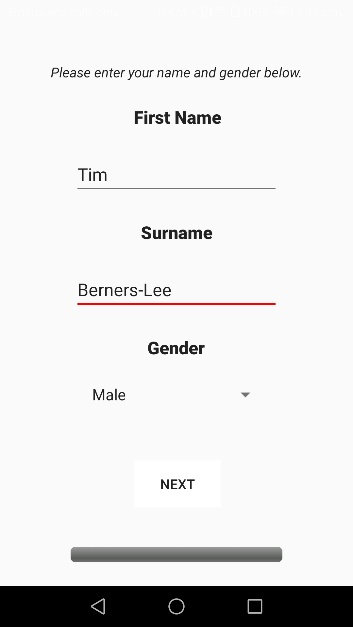 Please enter your name and gender below.
First Name
Tim
Surname
Berners-Lee
Gender
Male
NEXT